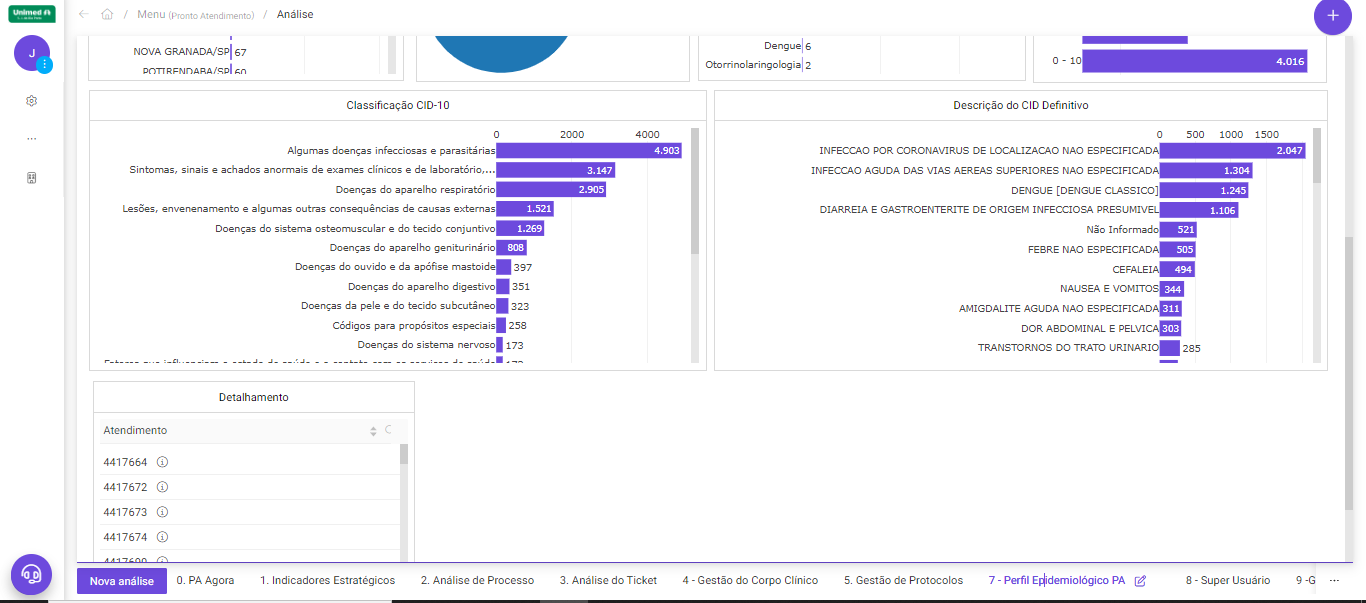 Unimed
Menu (Pronto Atendimento) / Análise
J
NOVA GRANADA/SP 67
POTIRENDABA/SP 60
Dengue 6
Otorrinolaringologia 2
0 - 10 4.016
Classificação CID-10
0 2000 4000
Algumas doenças infecciosas e parasitárias 4.903
Sintomas, sinais e achados anormais de exames clínicos e de laboratório,... 3.147
Doenças do aparelho respiratório 2.905
Lesões, envenenamento e algumas outras consequências de causas externas 1.521
Doenças do sistema osteomuscular e do tecido conjuntivo 1.269
Doenças do aparelho geniturinário 808
Doenças do ouvido e da apófise mastoide 397
Doenças do aparelho digestivo 351
Doenças da pele e do tecido subcutâneo 323
Códigos para propósitos especiais 258
Doenças do sistema nervoso 173
Descrição do CID Definitivo
0 500 1000 1500
INFECCAO POR CORONAVIRUS DE LOCALIZACAO NAO ESPECIFICADA 2.047
INFECCAO AGUDA DAS VIAS AEREAS SUPERIORES NAO ESPECIFICADA 1.304
DENGUE [DENGUE CLASSICO] 1.245
DIARREIA E GASTROENTERITE DE ORIGEM INFECCIOSA PRESUMIVEL 1.106
Não Informado 521
FEBRE NAO ESPECIFICADA 505
CEFALEIA 494
NAUSEA E VOMITOS 344
AMIGDALITE AGUDA NAO ESPECIFICADA 311
DOR ABDOMINAL E PELVICA 303
TRANSTORNOS DO TRATO URINARIO 285
Detalhamento
Atendimento
4417664
4417672
4417673
4417674
Nova análise 0. PA Agora 1. Indicadores Estratégicos 2. Análise de Processo 3. Análise do Ticket 4 - Gestão do Corpo Clínico 5. Gestão de Protocolos 7 - Perfil Epidemiológico PA 8 - Super Usuário 9 -G ...